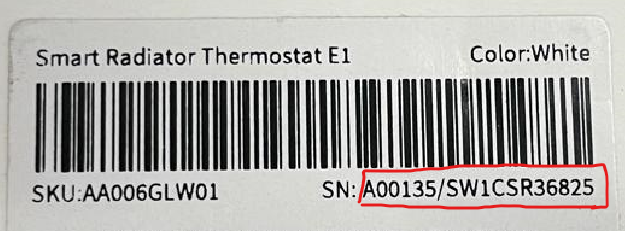 Smart Radiator Thermostat E1 Color:White
SKU:AA006GLW01 SN:A00135/SW1CSR36825